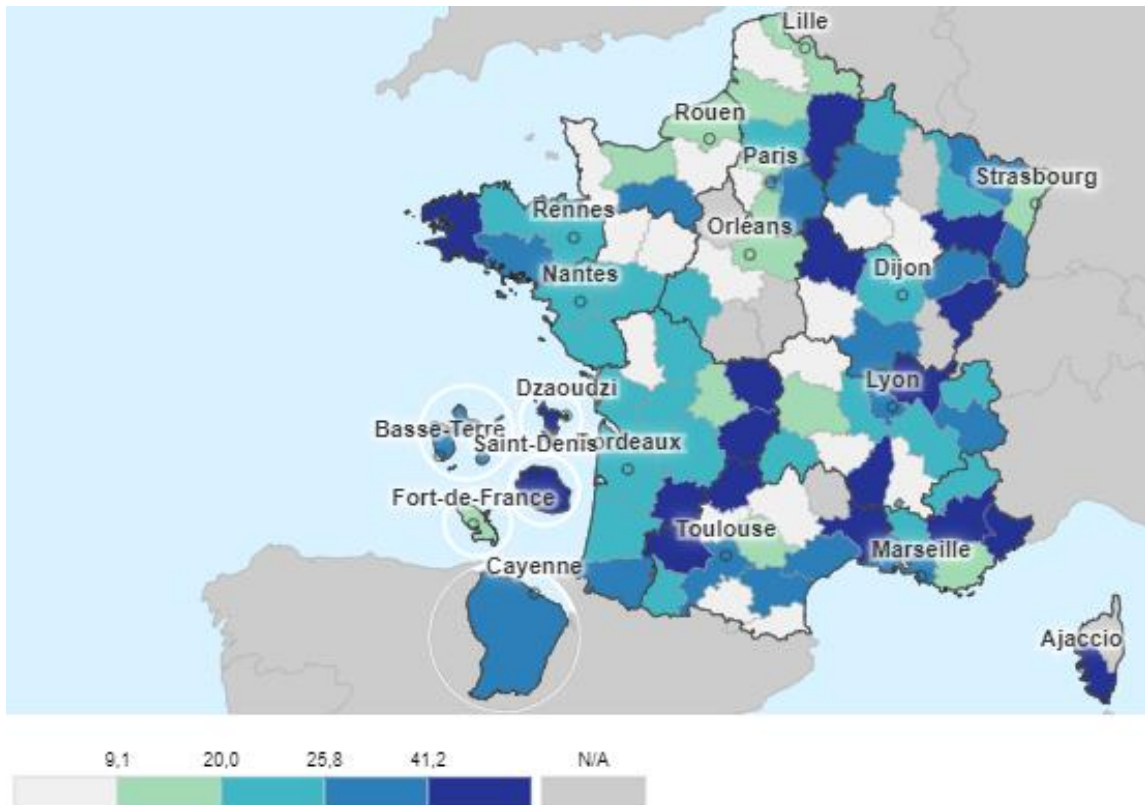 Lille
Rouen
Paris
Strasbourg
Rennes
Orléans
Nantes
Dijon
Dzaoudzi
Lyon
Basse-Terre
Saint-Denis
Bordeaux
Fort-de-France
Toulouse
Marseille
Cayenne
Ajaccio
9,1 20,0 25,8 41,2 N/A